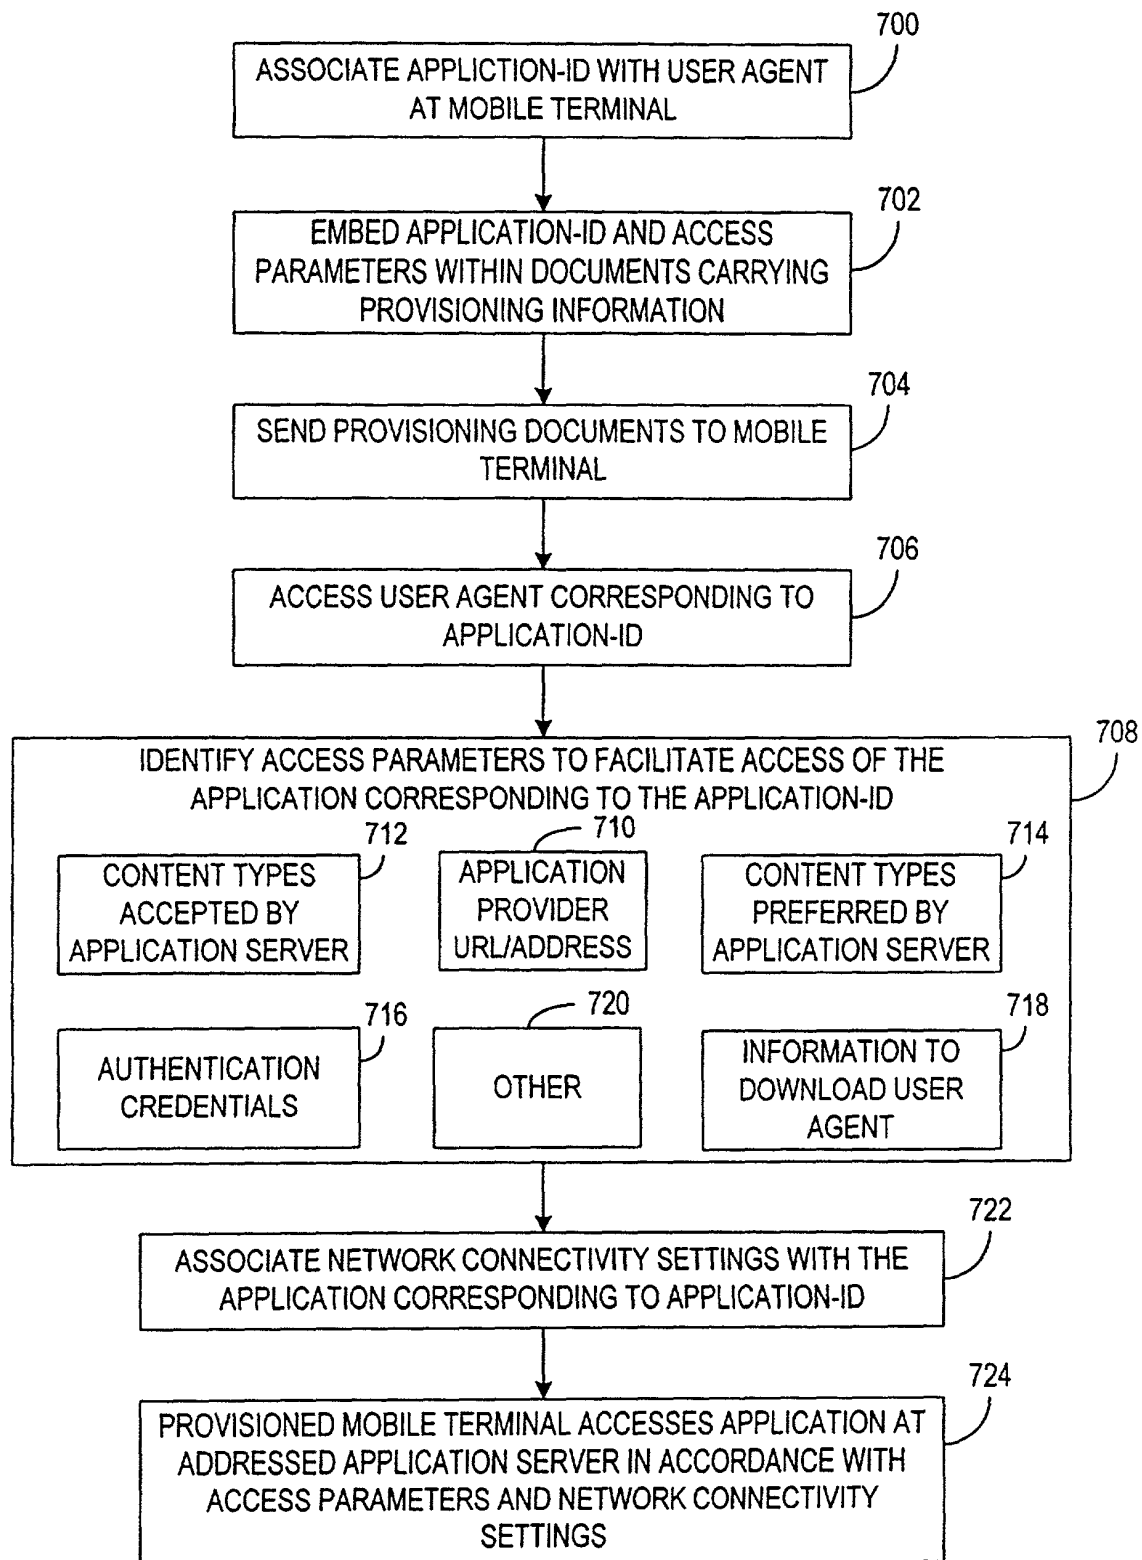 700
ASSOCIATE APPLICTION-ID WITH USER AGENT
AT MOBILE TERMINAL
702
EMBED APPLICATION-ID AND ACCESS
PARAMETERS WITHIN DOCUMENTS CARRYING
PROVISIONING INFORMATION
704
SEND PROVISIONING DOCUMENTS TO MOBILE
TERMINAL
706
ACCESS USER AGENT CORRESPONDING TO
APPLICATION-ID
708
IDENTIFY ACCESS PARAMETERS TO FACILITATE ACCESS OF THE
APPLICATION CORRESPONDING TO THE APPLICATION-ID
712
CONTENT TYPES
ACCEPTED BY
APPLICATION SERVER
710
APPLICATION
PROVIDER
URL/ADDRESS
714
CONTENT TYPES
PREFERRED BY
APPLICATION SERVER
716
AUTHENTICATION
CREDENTIALS
720
OTHER
718
INFORMATION TO
DOWNLOAD USER
AGENT
722
ASSOCIATE NETWORK CONNECTIVITY SETTINGS WITH THE
APPLICATION CORRESPONDING TO APPLICATION-ID
724
PROVISIONED MOBILE TERMINAL ACCESSES APPLICATION AT
ADDRESSED APPLICATION SERVER IN ACCORDANCE WITH
ACCESS PARAMETERS AND NETWORK CONNECTIVITY
SETTINGS